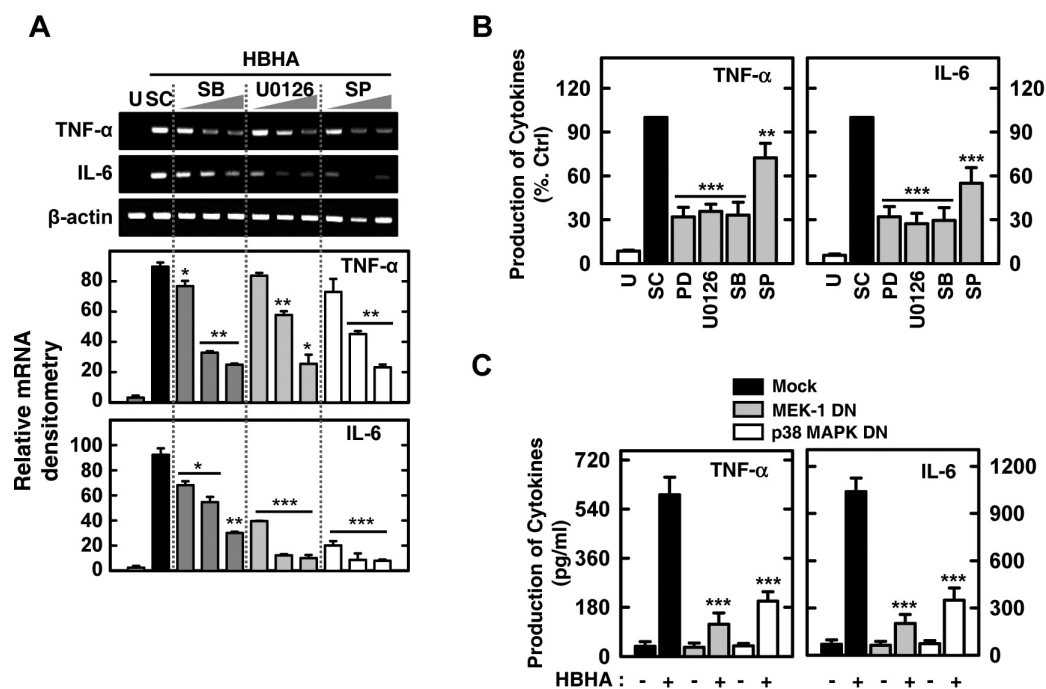 A
HBHA
U SC SB U0126 SP
TNF-α
IL-6
β-actin
Relative mRNA
densitometry
TNF-α
80
60
40
20
0
*
**
**
*
**
IL-6
100
80
60
40
20
0
*
**
***
***
B
Production of Cytokines
(%. Ctrl)
TNF-α
IL-6
120
90
60
30
0
***
**
***
***
120
90
60
30
0
U SC PD U0126 SB SP
U SC PD U0126 SB SP
C
Mock
MEK-1 DN
p38 MAPK DN
Production of Cytokines
(pg/ml)
TNF-α
IL-6
720
540
360
180
0
***
***
***
***
1200
900
600
300
0
HBHA : - + - + - + - + - + - +